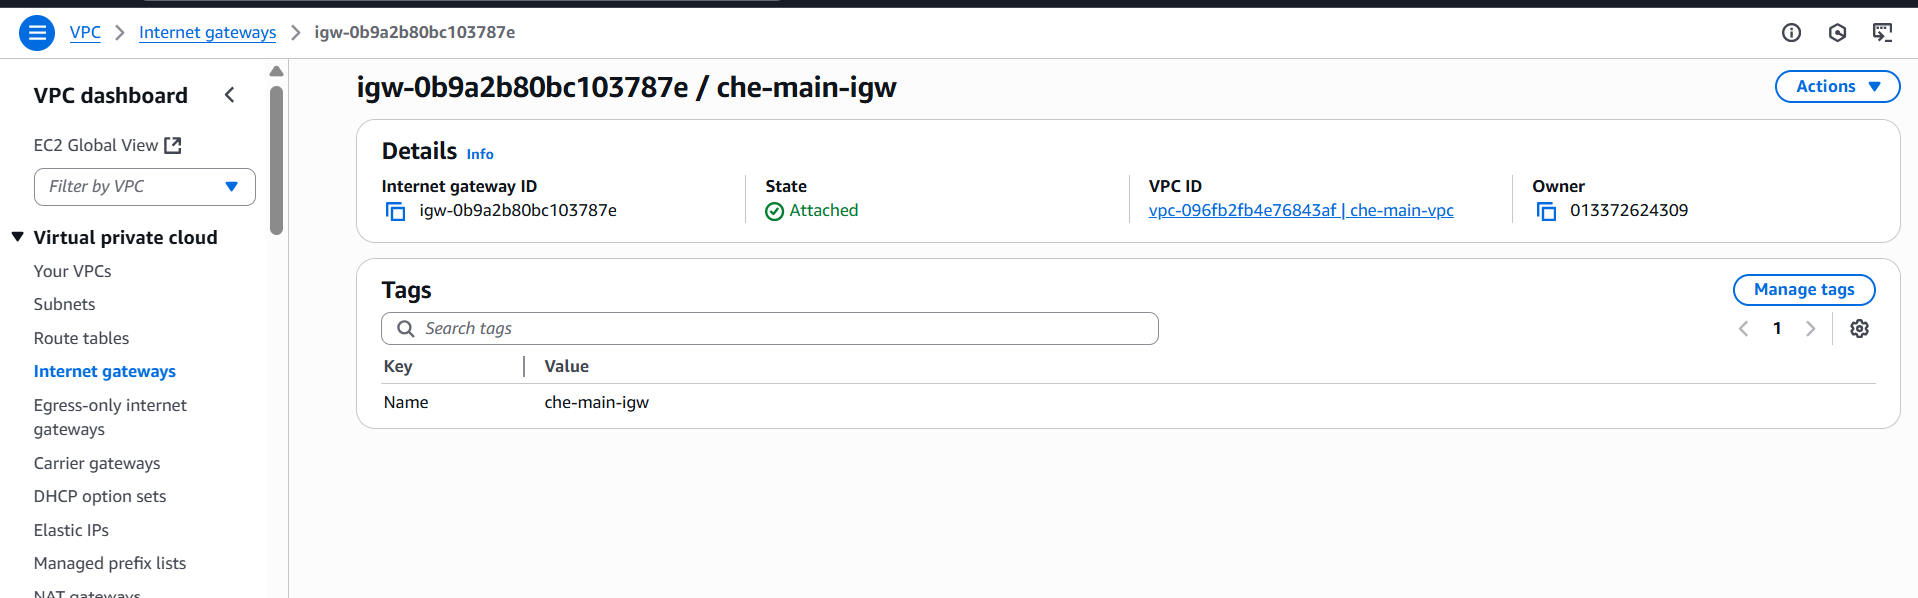 VPC > Internet gateways > igw-0b9a2b80bc103787e
VPC dashboard
EC2 Global View
Filter by VPC
Virtual private cloud
Your VPCs
Subnets
Route tables
Internet gateways
Egress-only internet
gateways
Carrier gateways
DHCP option sets
Elastic IPs
Managed prefix lists
NAT gateways
igw-0b9a2b80bc103787e / che-main-igw
Actions
Details Info
Internet gateway ID
igw-0b9a2b80bc103787e
State
Attached
VPC ID
vpc-096fb2fb4e76843af | che-main-vpc
Owner
013372624309
Tags
Manage tags
Search tags
1
Key Value
Name che-main-igw